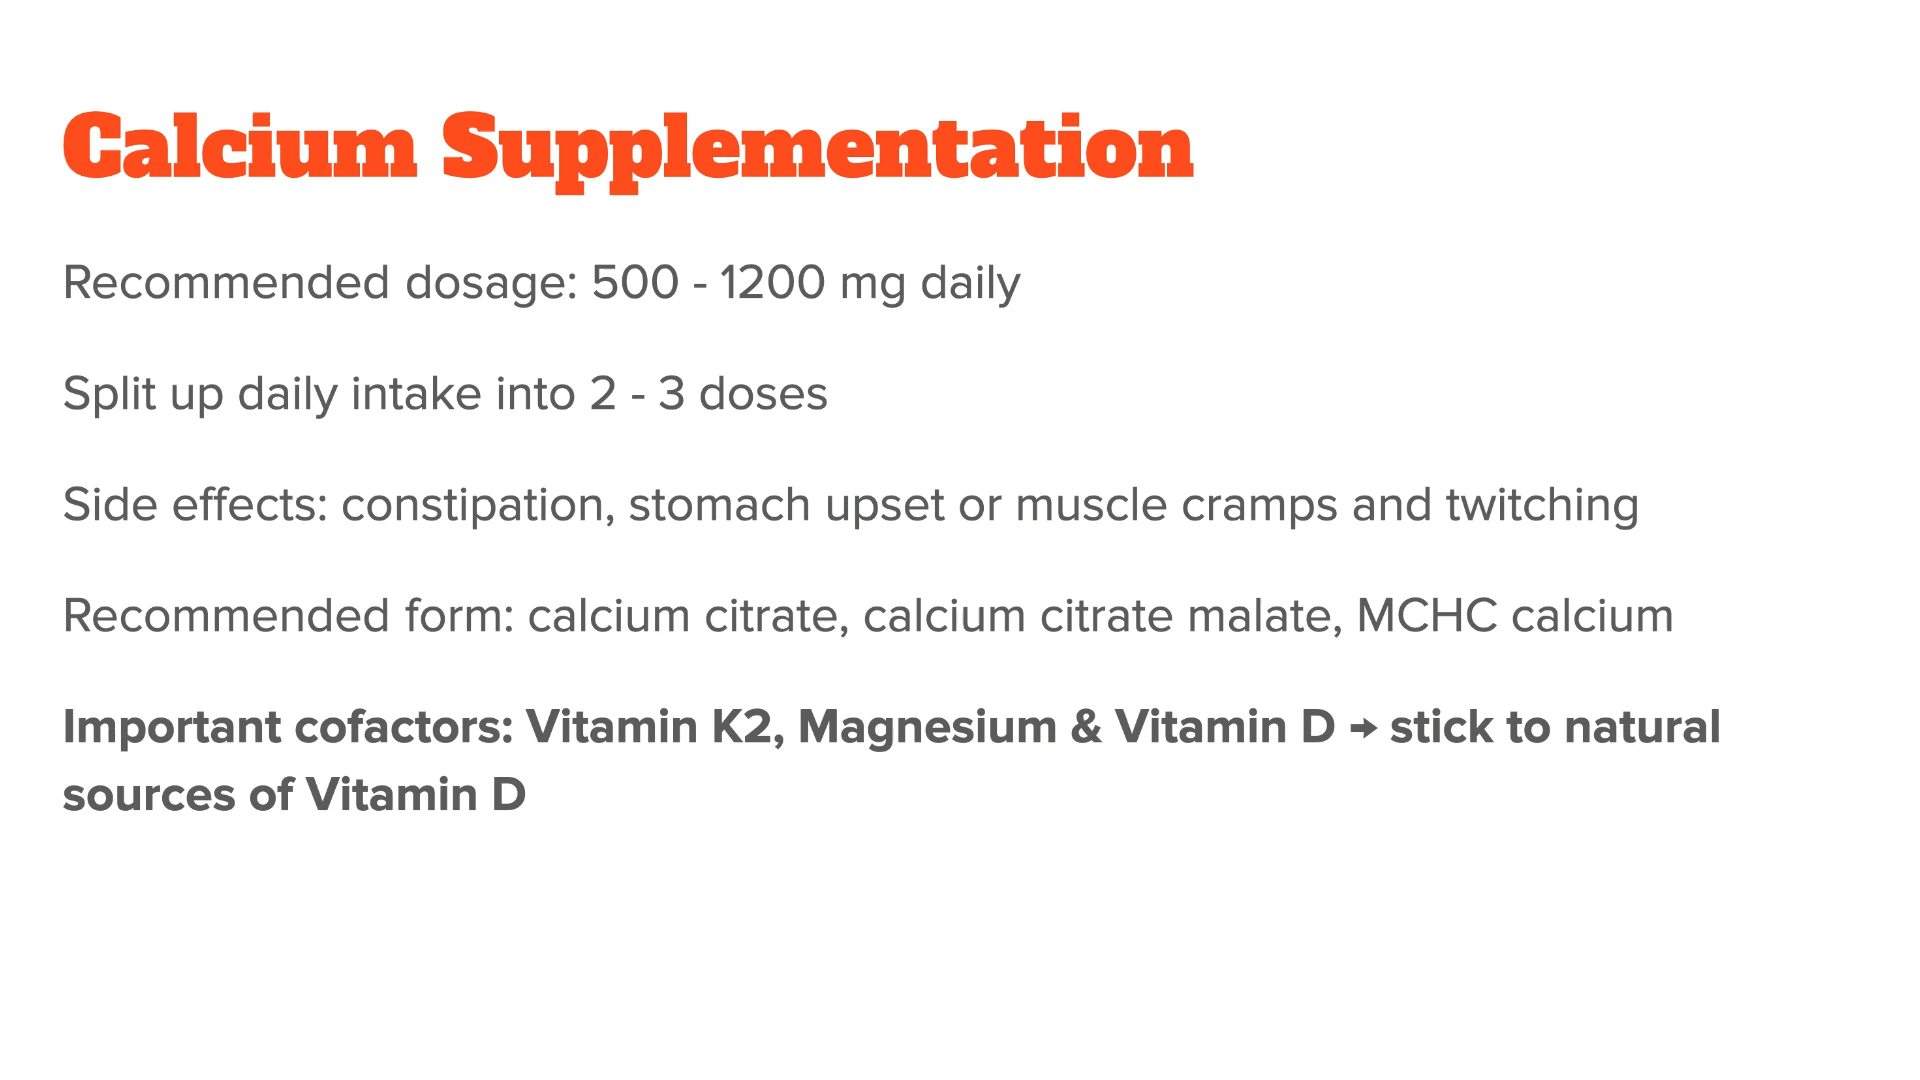 Calcium Supplementation
Recommended dosage: 500 - 1200 mg daily
Split up daily intake into 2 - 3 doses
Side effects: constipation, stomach upset or muscle cramps and twitching
Recommended form: calcium citrate, calcium citrate malate, MCHC calcium
Important cofactors: Vitamin K2, Magnesium & Vitamin D → stick to natural
sources of Vitamin D